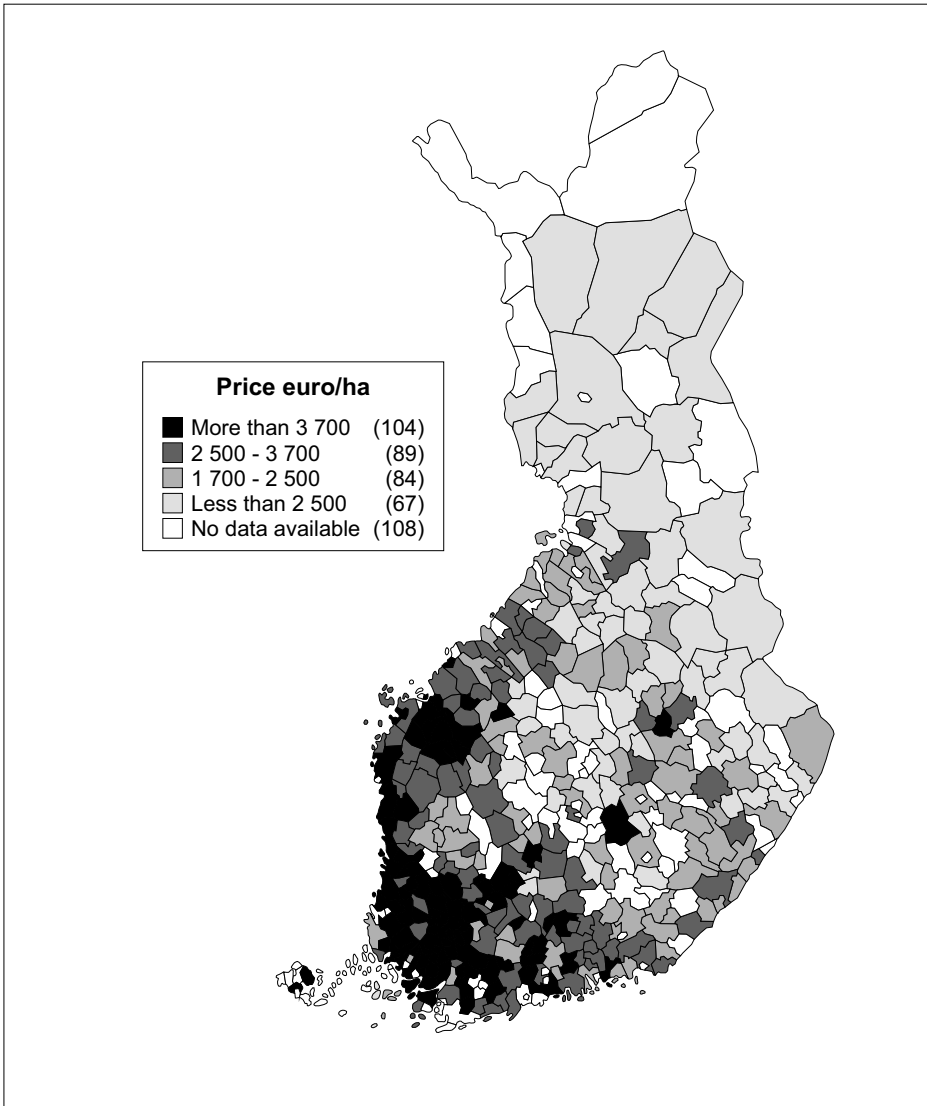 Price euro/ha
More than 3 700 (104)
2 500 - 3 700 (89)
1 700 - 2 500 (84)
Less than 2 500 (67)
No data available (108)